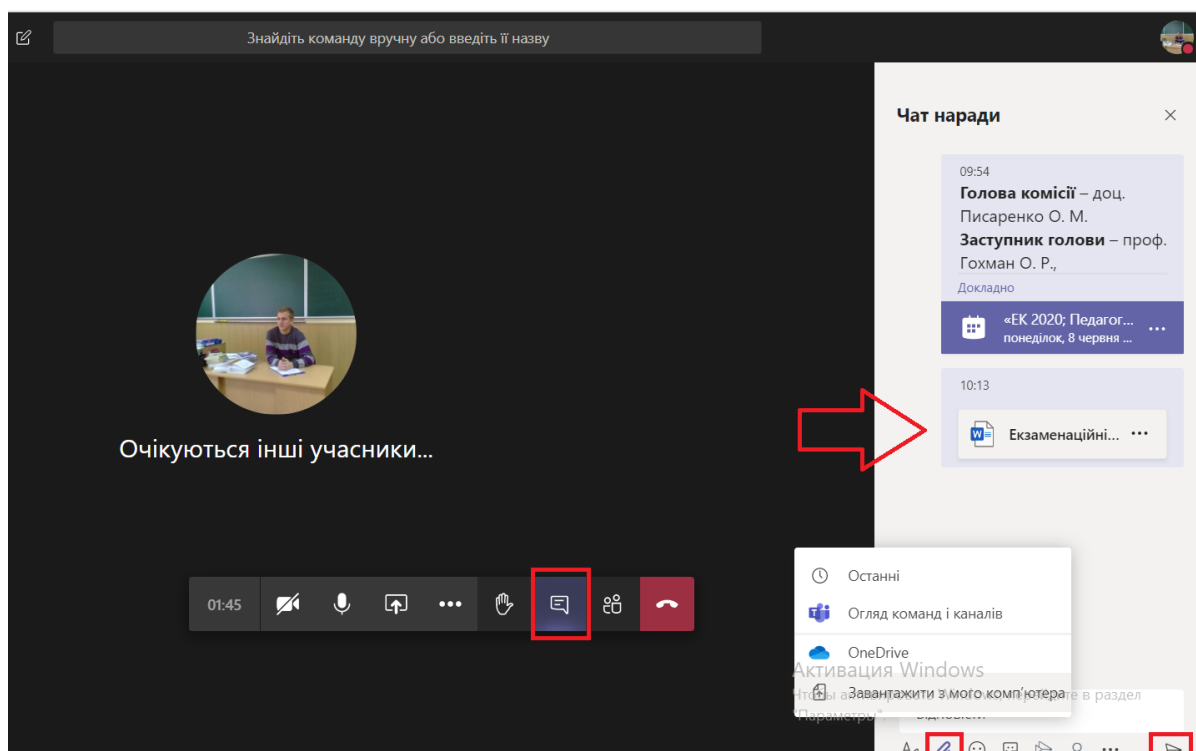 Знайдіть команду вручну або введіть її назву
Чат наради
09:54
Голова комісії – доц.
Писаренко О. М.
Заступник голови – проф.
Гохман О. Р.,
Докладно
«ЕК 2020; Педагог...
понеділок, 8 червня ...
10:13
Екзаменаційні...
Очікуються інші учасники...
01:45
Останні
Огляд команд і каналів
OneDrive
Активация Windows
Завантажити з мого комп'ютера
в раздел
"Параметры".